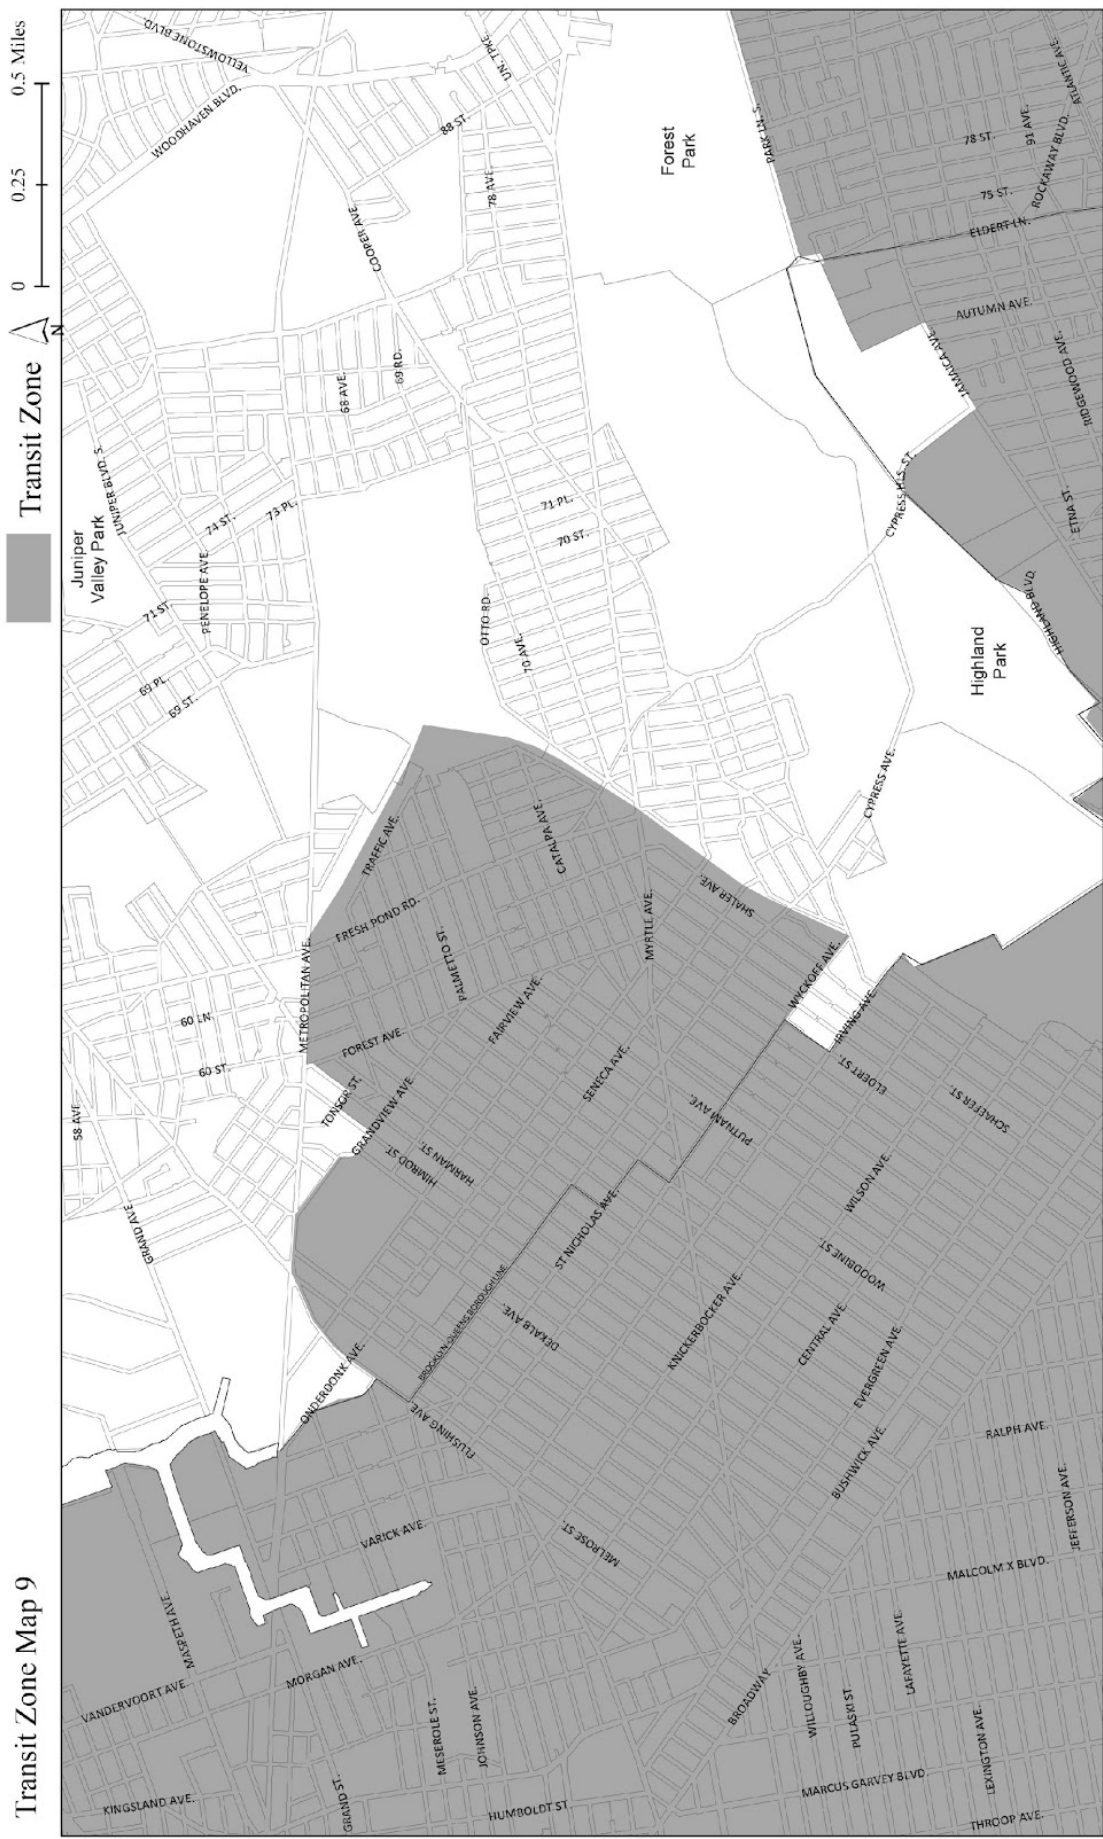 Transit Zone Map 9
Transit Zone
N
0 0.25 0.5 Miles
YELLOWSTONE BLVD
WOODHAVEN BLVD.
UN. TPKE.
88 ST.
78 AVE.
COOPER AVE.
Forest
Park
PARK LN. S.
78 ST.
91 AVE.
ATLANTIC AVE
75 ST.
ROCKAWAY BLVD.
ELDERT LN.
AUTUMN AVE.
JAMAICA AVE.
RIDGEWOOD AVE.
ETNA ST.
CYPRESS HLS. ST.
HIGHLAND BLVD.
Highland
Park
CYPRESS AVE.
68 AVE.
69 RD.
71 PL.
70 ST.
OTTO RD.
70 AVE.
Juniper
Valley Park
JUNIPER BLVD. S.
74 ST.
73 PL.
PENELOPE AVE.
71 ST.
69 PL.
69 ST.
TRAFFIC AVE.
FRESH POND RD.
CATALPA AVE.
PALMETTO ST.
METROPOLITAN AVE.
FOREST AVE.
FAIRVIEW AVE.
MYRTLE AVE.
SHALER AVE.
WYCKOFF AVE.
IRVING AVE.
ELDERT ST.
SCHAEFER ST.
60 LN.
60 ST.
58 AVE.
GRAND AVE.
TONSOR ST.
GRANDVIEW AVE.
HIMROD ST.
HARMAN ST.
SENECA AVE.
PUTNAM AVE.
ST NICHOLAS AVE.
BROOKLYN-QUEENS BOROUGH LINE
DEKALB AVE.
KNICKERBOCKER AVE.
WILSON AVE.
WOODBINE ST.
CENTRAL AVE.
EVERGREEN AVE.
BUSHWICK AVE.
RALPH AVE.
JEFFERSON AVE.
MALCOLM X BLVD.
ONDERDONK AVE.
FLUSHING AVE
MELROSE ST.
VARICK AVE.
MASPETH AVE.
VANDERVOORT AVE.
MORGAN AVE.
MESEROLE ST.
JOHNSON AVE.
BROADWAY
WILLOUGHBY AVE.
PULASKI ST.
LAFAYETTE AVE.
LEXINGTON AVE.
MARCUS GARVEY BLVD.
THROOP AVE.
KINGSLAND AVE.
GRAND ST.
HUMBOLDT ST.